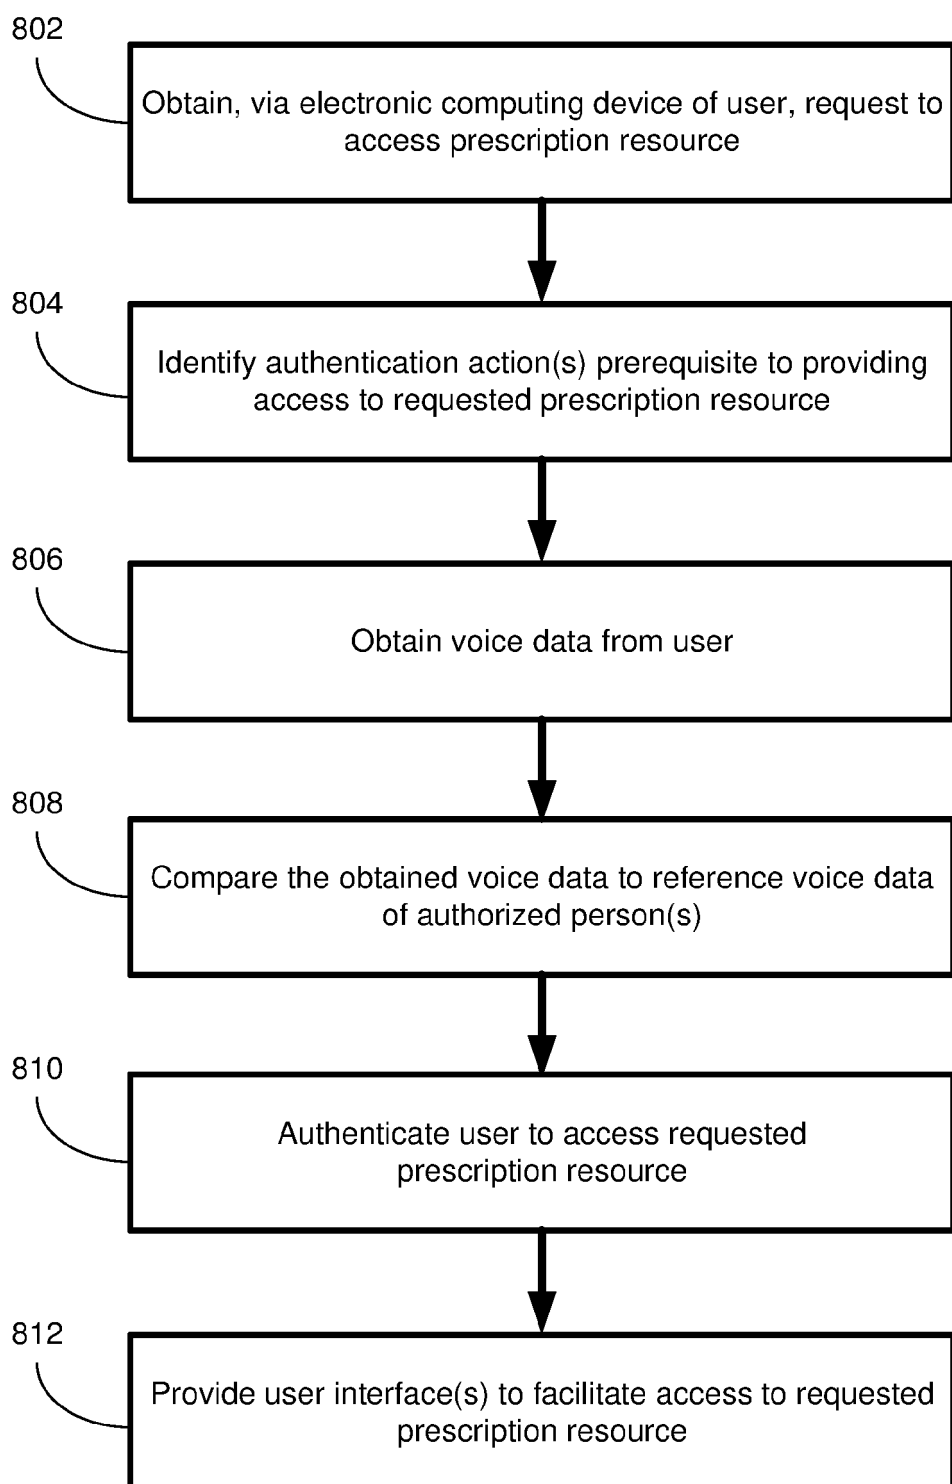 802
Obtain, via electronic computing device of user, request to
access prescription resource
804
Identify authentication action(s) prerequisite to providing
access to requested prescription resource
806
Obtain voice data from user
808
Compare the obtained voice data to reference voice data
of authorized person(s)
810
Authenticate user to access requested
prescription resource
812
Provide user interface(s) to facilitate access to requested
prescription resource